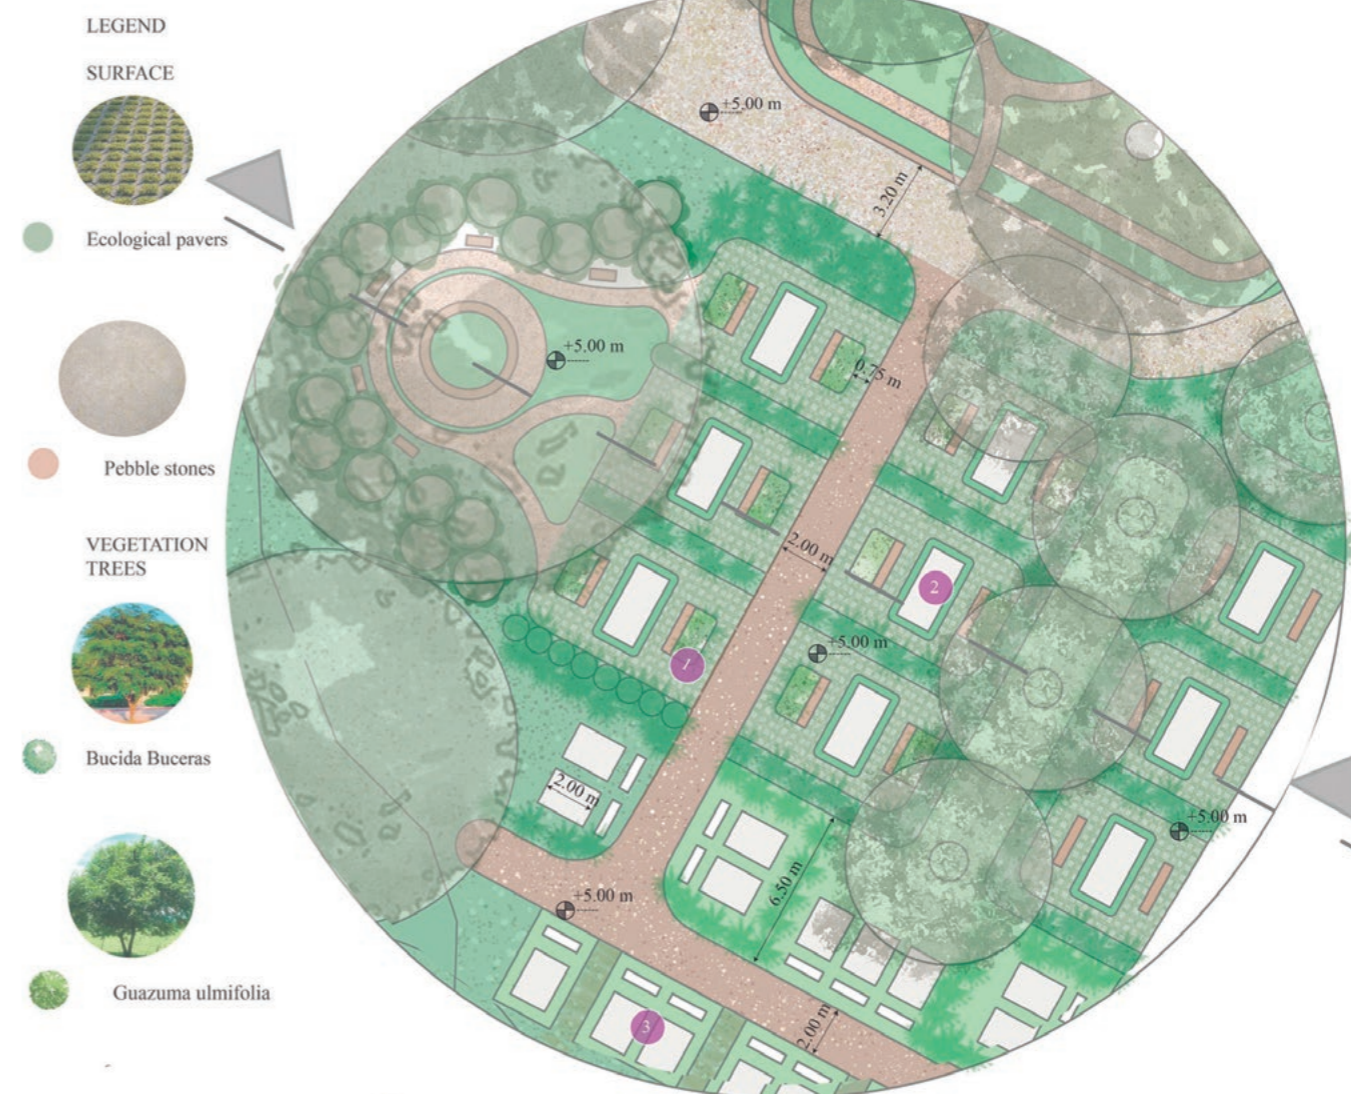 LEGEND
SURFACE
Ecological pavers
Pebble stones
VEGETATION
TREES
Bucida Buceras
Guazuma ulmifolia
+5.00 m
3.20 m
+5.00 m
0.75 m
2.00 m
2
+5.00 m
1
2.00 m
+5.00 m
6.50 m
+5.00 m
3
2.00 m